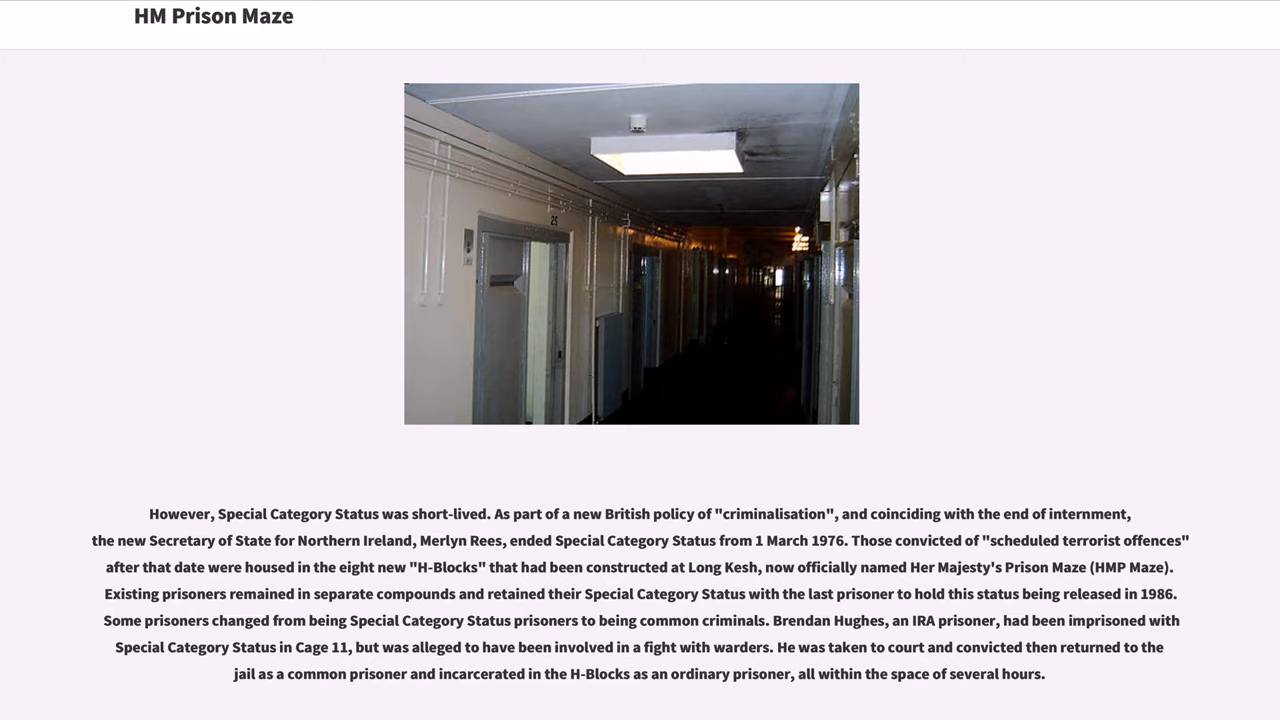 HM Prison Maze
25
However, Special Category Status was short-lived. As part of a new British policy of "criminalisation", and coinciding with the end of internment,
the new Secretary of State for Northern Ireland, Merlyn Rees, ended Special Category Status from 1 March 1976. Those convicted of "scheduled terrorist offences"
after that date were housed in the eight new "H-Blocks" that had been constructed at Long Kesh, now officially named Her Majesty's Prison Maze (HMP Maze).
Existing prisoners remained in separate compounds and retained their Special Category Status with the last prisoner to hold this status being released in 1986.
Some prisoners changed from being Special Category Status prisoners to being common criminals. Brendan Hughes, an IRA prisoner, had been imprisoned with
Special Category Status in Cage 11, but was alleged to have been involved in a fight with warders. He was taken to court and convicted then returned to the
jail as a common prisoner and incarcerated in the H-Blocks as an ordinary prisoner, all within the space of several hours.